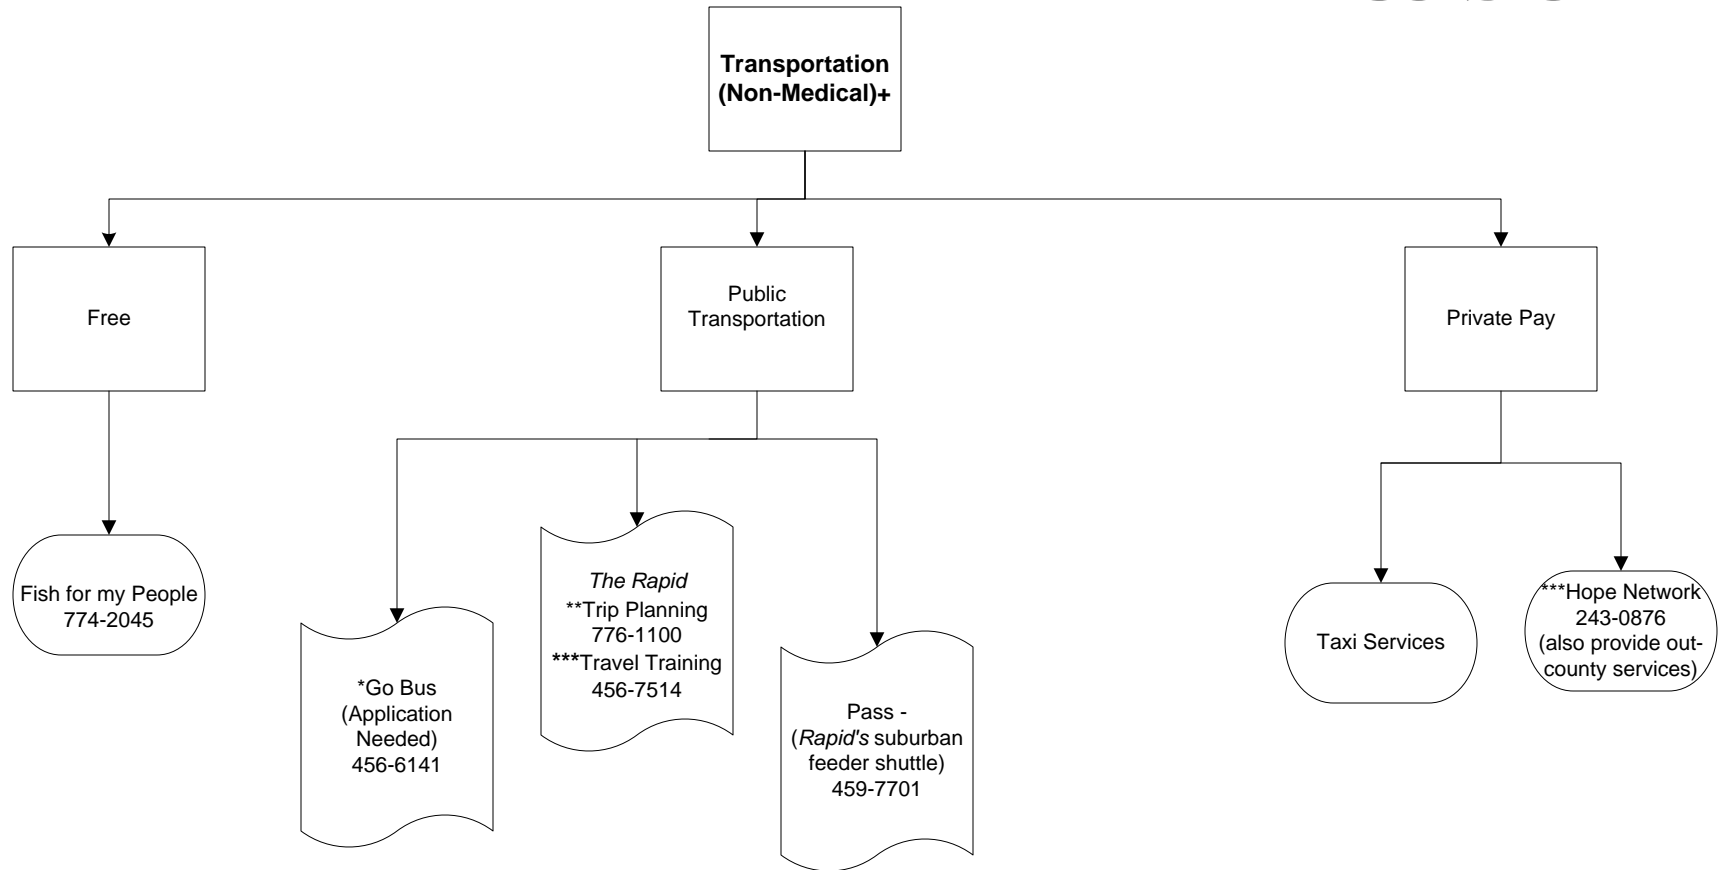 Transportation
(Non-Medical)+
Free
Public
Transportation
Private Pay
Fish for my People
774-2045
*Go Bus
(Application
Needed)
456-6141
The Rapid
**Trip Planning
776-1100
***Travel Training
456-7514
Pass -
(Rapid's suburban
feeder shuttle)
459-7701
Taxi Services
***Hope Network
243-0876
(also provide out-
county services)